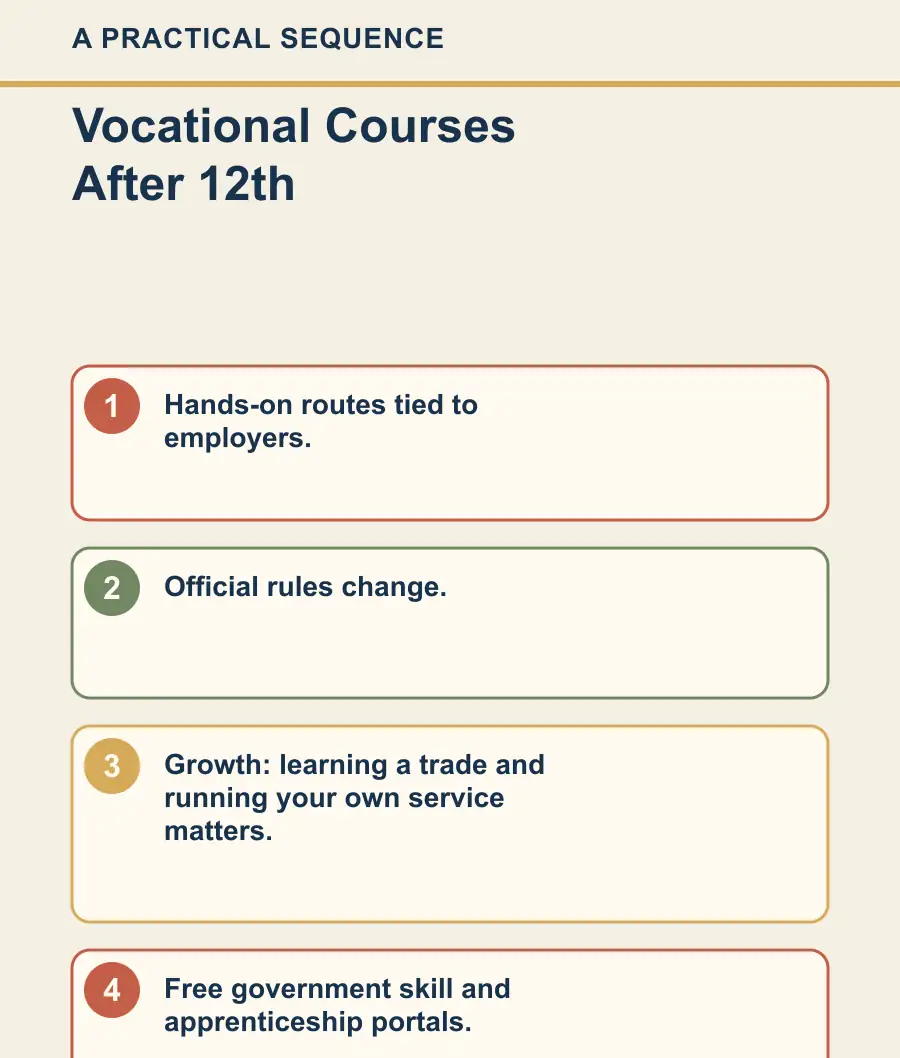 A PRACTICAL SEQUENCE
Vocational Courses
After 12th
1
Hands-on routes tied to
employers.
2
Official rules change.
3
Growth: learning a trade and
running your own service
matters.
4
Free government skill and
apprenticeship portals.